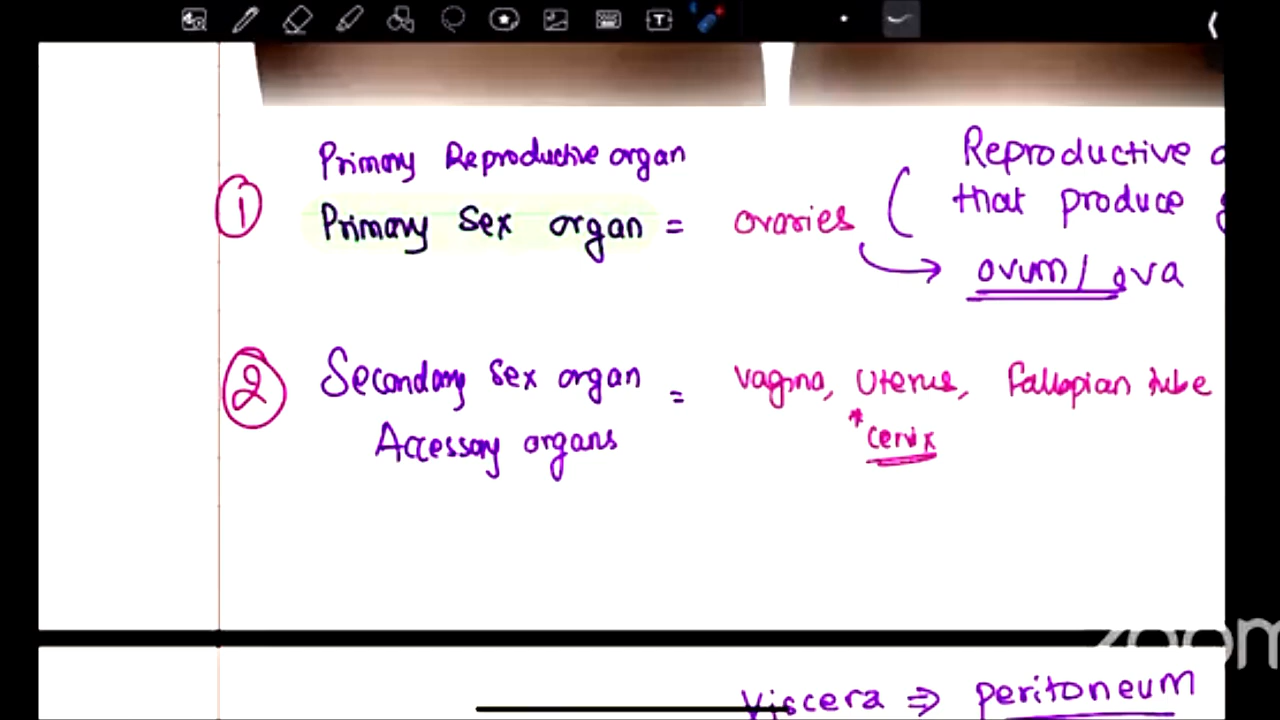 Primary Reproductive organ
① Primary Sex organ = ovaries
( Reproductive
that produce
→ ovum/ova
② Secondary Sex organ
Accessory organs
= Vagina, Uterus, Fallopian tube
* Cervix
zoom
Viscera ⇒ peritoneum